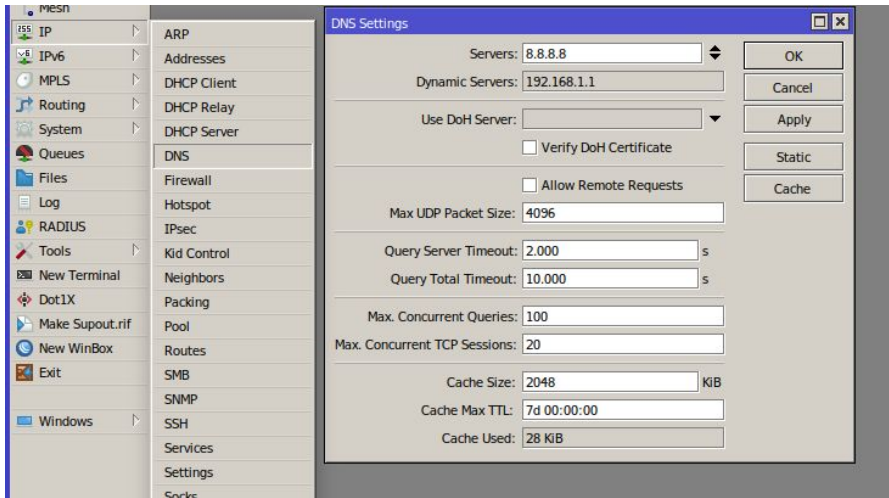 Mesh
255 IP
v6 IPv6
MPLS
Routing
System
Queues
Files
Log
RADIUS
Tools
New Terminal
Dot1X
Make Supout.rif
New WinBox
Exit
Windows
ARP
Addresses
DHCP Client
DHCP Relay
DHCP Server
DNS
Firewall
Hotspot
IPsec
Kid Control
Neighbors
Packing
Pool
Routes
SMB
SNMP
SSH
Services
Settings
Socks
DNS Settings
Servers: 8.8.8.8
Dynamic Servers: 192.168.1.1
Use DoH Server:
Verify DoH Certificate
Allow Remote Requests
Max UDP Packet Size: 4096
Query Server Timeout: 2.000 s
Query Total Timeout: 10.000 s
Max. Concurrent Queries: 100
Max. Concurrent TCP Sessions: 20
Cache Size: 2048 KiB
Cache Max TTL: 7d 00:00:00
Cache Used: 28 KiB
OK
Cancel
Apply
Static
Cache